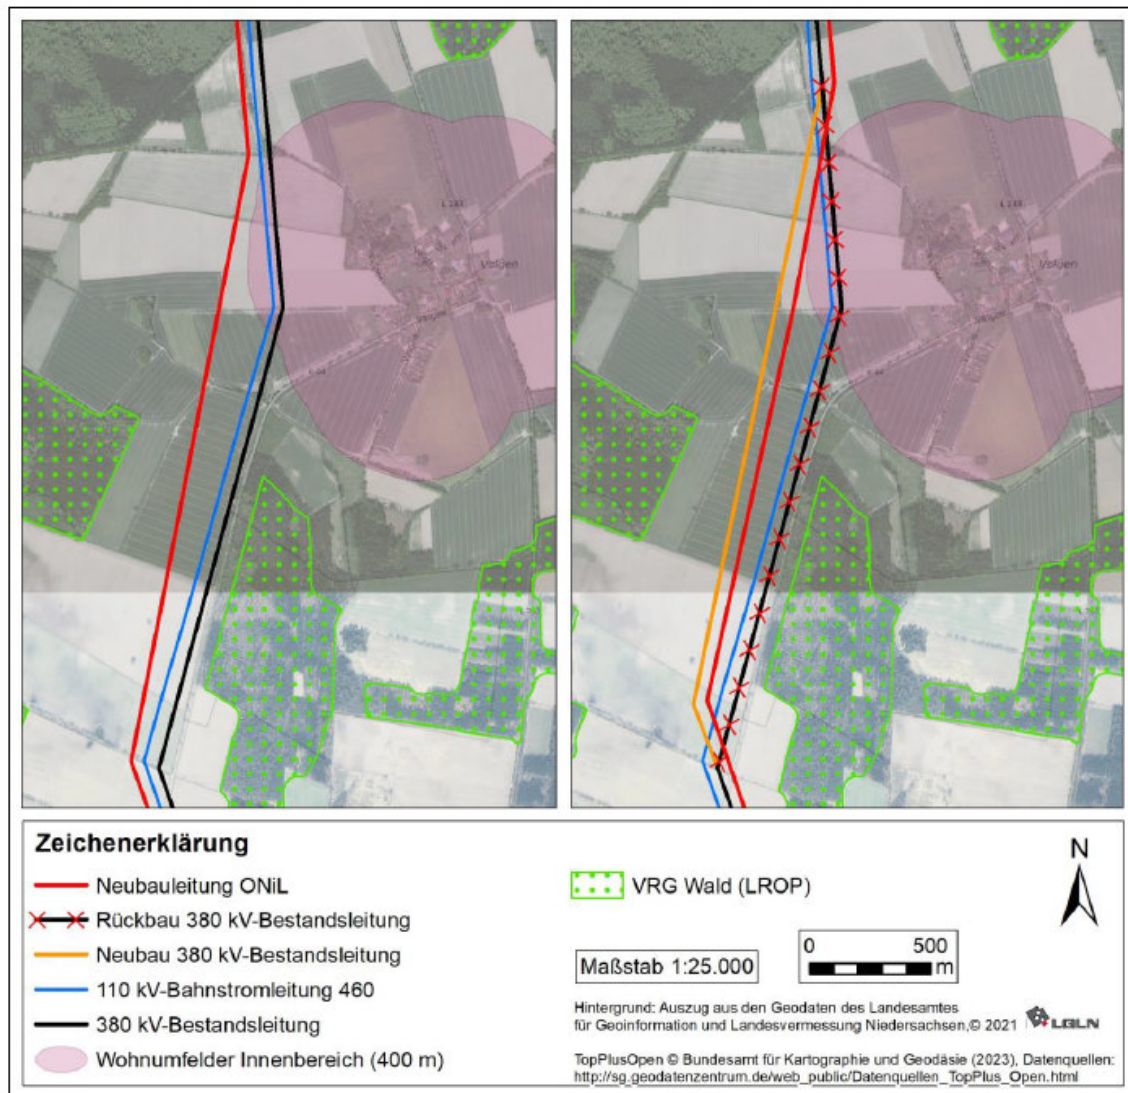 L 283
L 283
Volgen
Zeichenerklärung
Neubauleitung ONiL
Rückbau 380 kV-Bestandsleitung
Neubau 380 kV-Bestandsleitung
110 kV-Bahnstromleitung 460
380 kV-Bestandsleitung
Wohnumfelder Innenbereich (400 m)
VRG Wald (LROP)
N
Maßstab 1:25.000
0 500
m
Hintergrund: Auszug aus den Geodaten des Landesamtes
für Geoinformation und Landesvermessung Niedersachsen,© 2021
LGLN
TopPlusOpen © Bundesamt für Kartographie und Geodäsie (2023), Datenquellen:
http://sg.geodatenzentrum.de/web_public/Datenquellen_TopPlus_Open.html